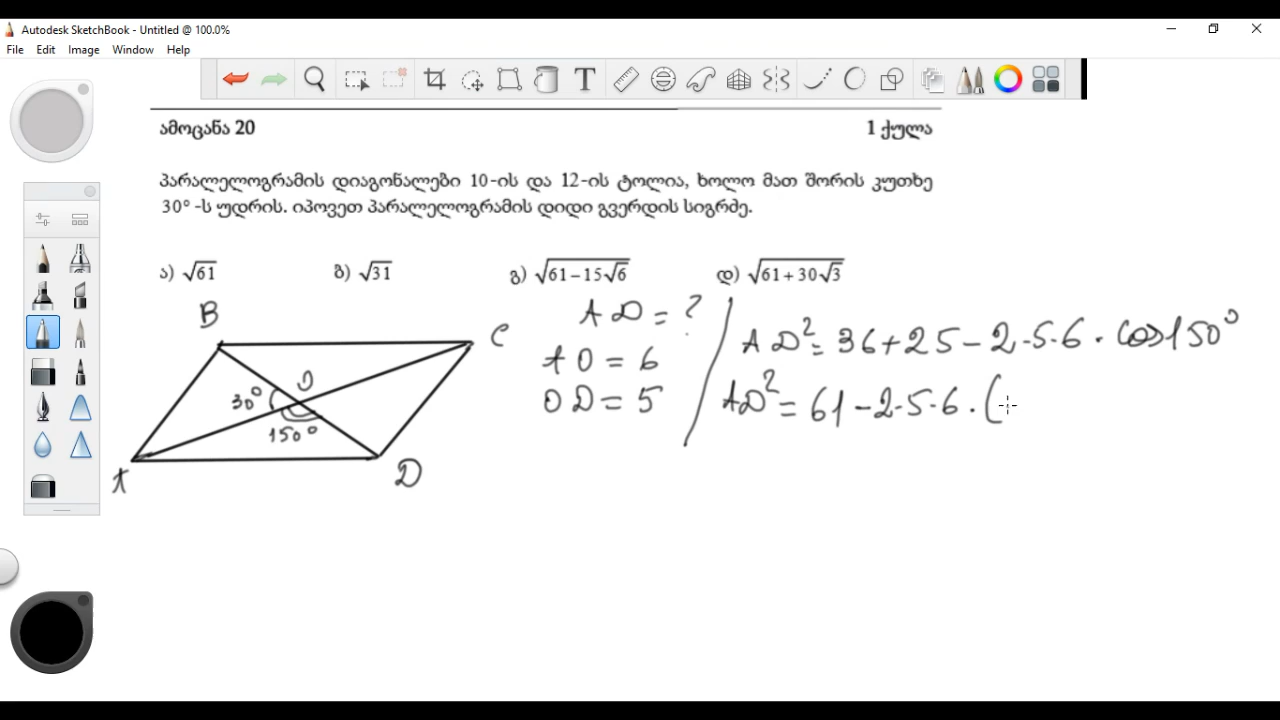 Autodesk SketchBook - Untitled @ 100.0%
File Edit Image Window Help
ამოცანა 20 1 ქულა
პარალელოგრამის დიაგონალები 10-ის და 12-ის ტოლია, ხოლო მათ შორის კუთხე
30° -ს უდრის. იპოვეთ პარალელოგრამის დიდი გვერდის სიგრძე.
ა) √61 ბ) √31 გ) √(61−15√6) დ) √(61+30√3)
B
C
O
30°
150°
A
D
AD = ?
AO = 6
OD = 5
AD² = 36+25−2·5·6·cos150°
AD² = 61−2·5·6·(